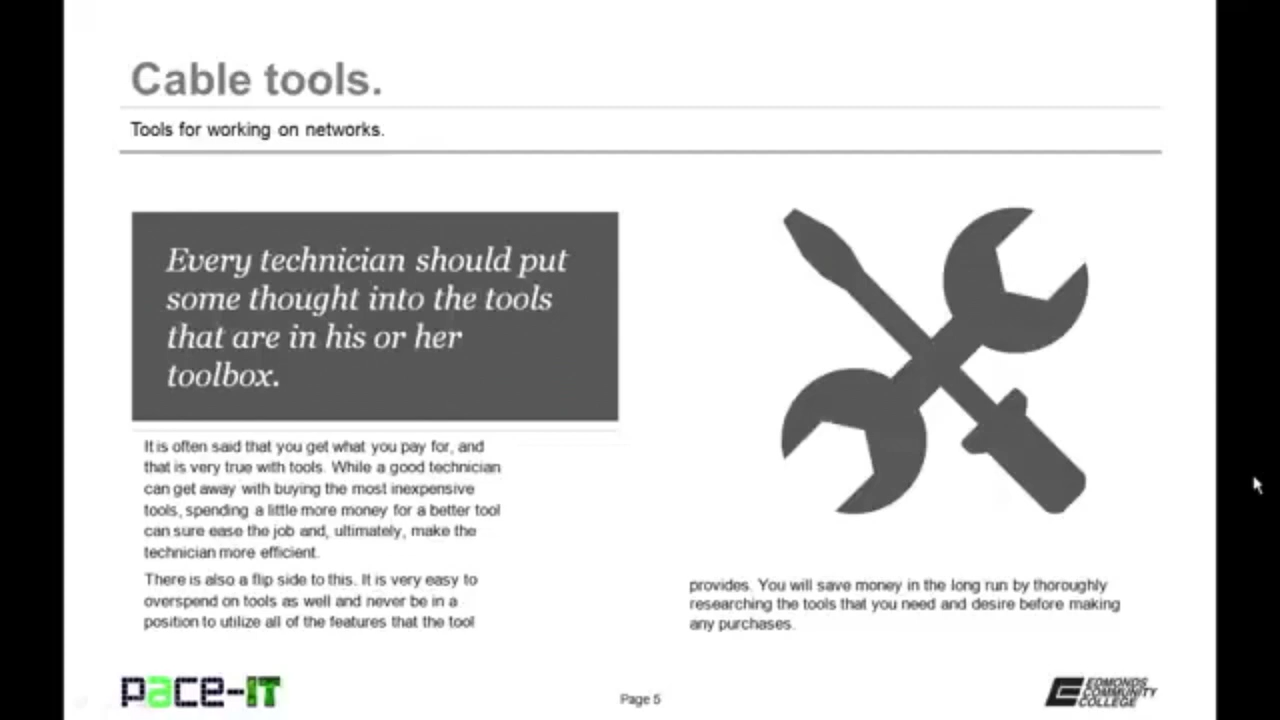 Cable tools.
Tools for working on networks.
Every technician should put
some thought into the tools
that are in his or her
toolbox.
It is often said that you get what you pay for, and
that is very true with tools. While a good technician
can get away with buying the most inexpensive
tools, spending a little more money for a better tool
can sure ease the job and, ultimately, make the
technician more efficient.
There is also a flip side to this. It is very easy to
overspend on tools as well and never be in a
position to utilize all of the features that the tool
provides. You will save money in the long run by thoroughly
researching the tools that you need and desire before making
any purchases.
pace-IT
Page 5
EDMONDS
COMMUNITY
COLLEGE